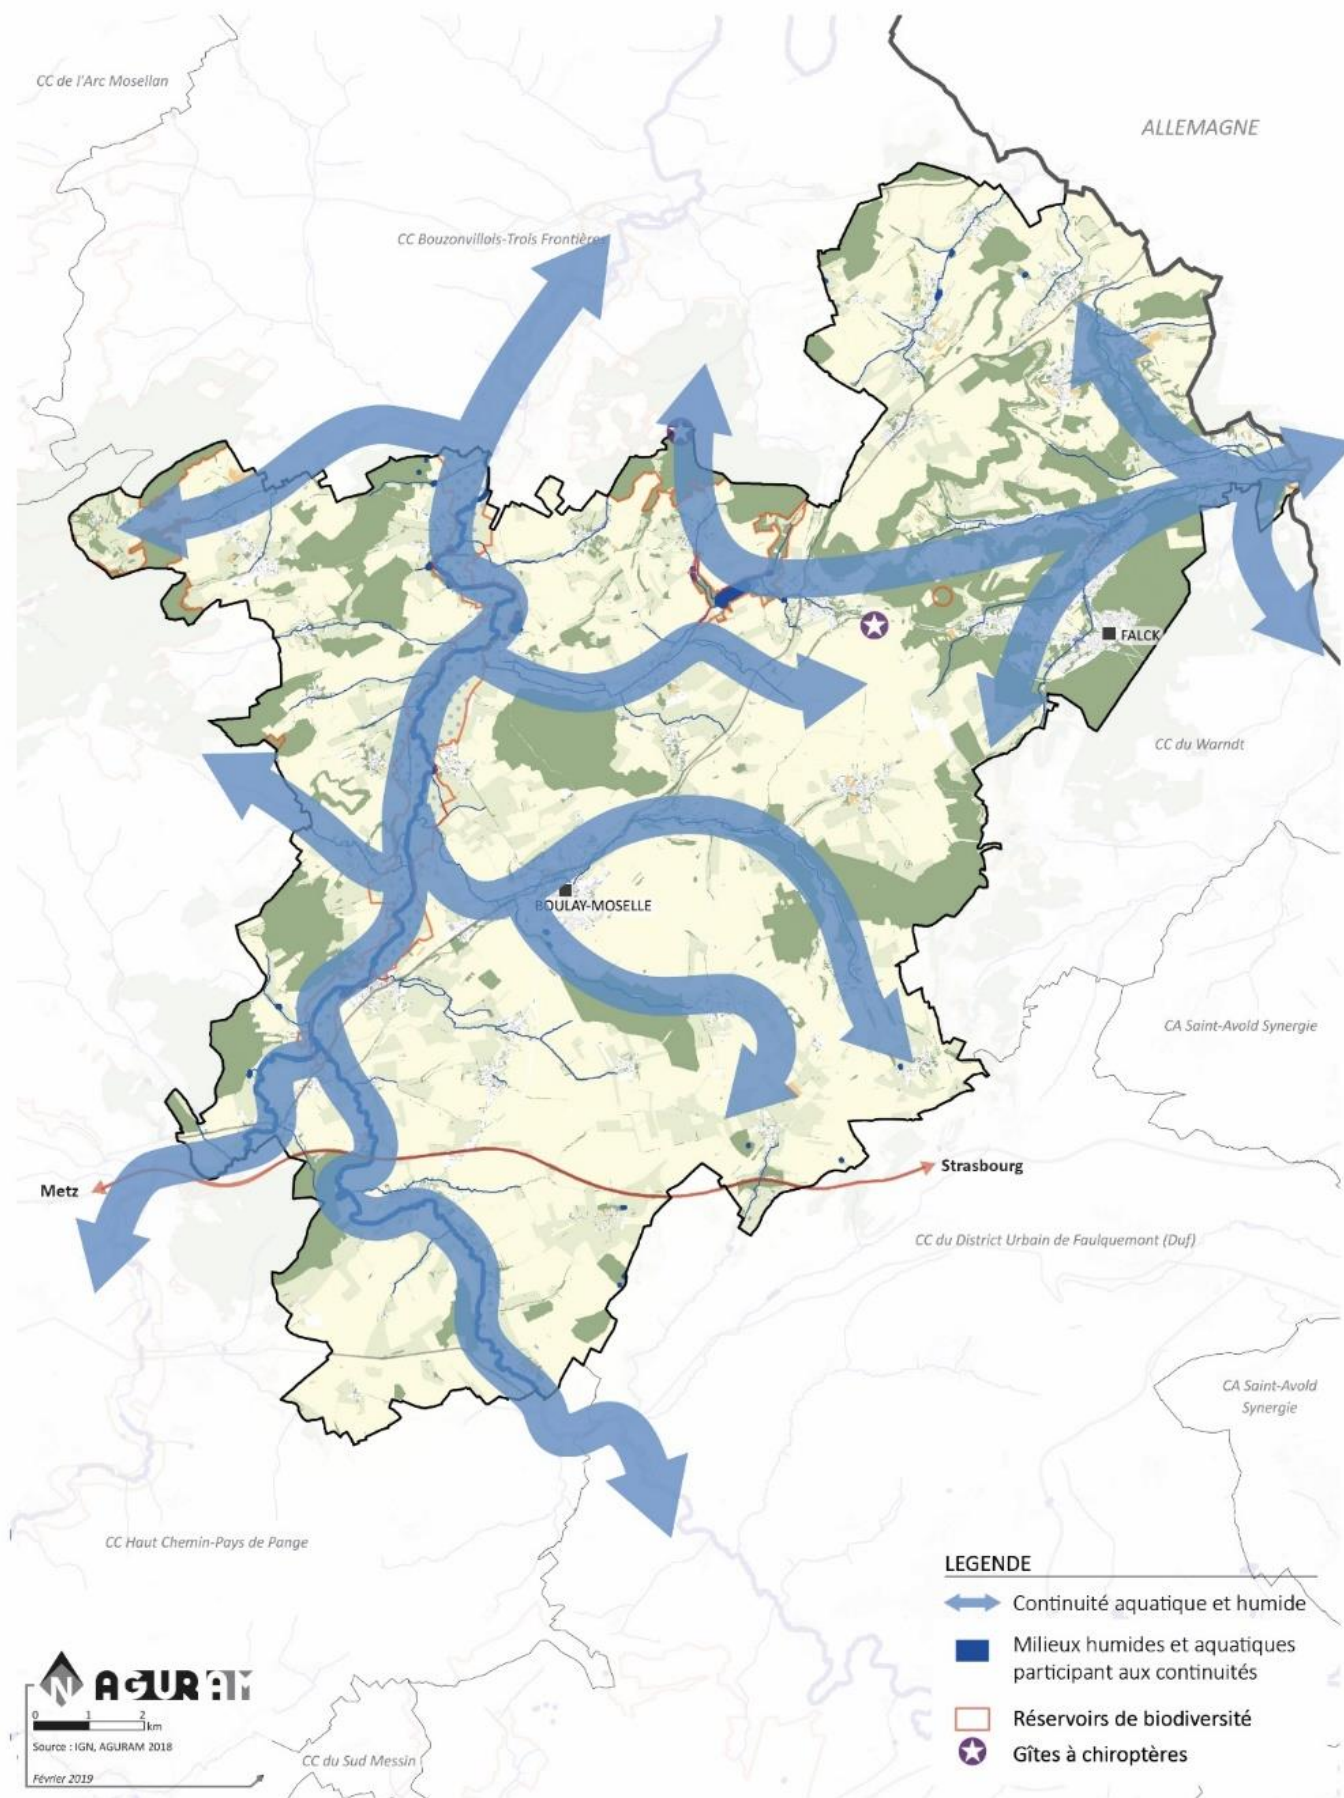 CC de l'Arc Mosellan
ALLEMAGNE
CC Bouzonvillois-Trois Frontières
FALCK
CC du Warndt
BOULAY-MOSELLE
CA Saint-Avold Synergie
Metz
Strasbourg
CC du District Urbain de Faulquemont (Duf)
CA Saint-Avold
Synergie
CC Haut Chemin-Pays de Pange
LEGENDE
Continuité aquatique et humide
Milieux humides et aquatiques
participant aux continuités
Réservoirs de biodiversité
Gîtes à chiroptères
N AGURAM
0 1 2
km
Source : IGN, AGURAM 2018
Février 2019
CC du Sud Messin